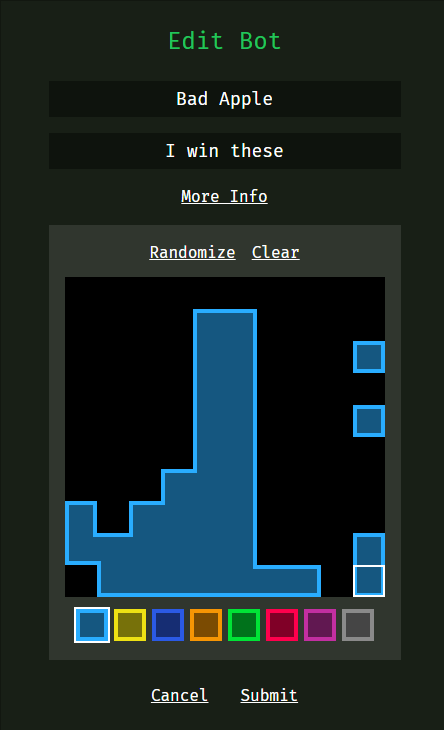 Edit Bot
Bad Apple
I win these
More Info
Randomize Clear
Cancel Submit